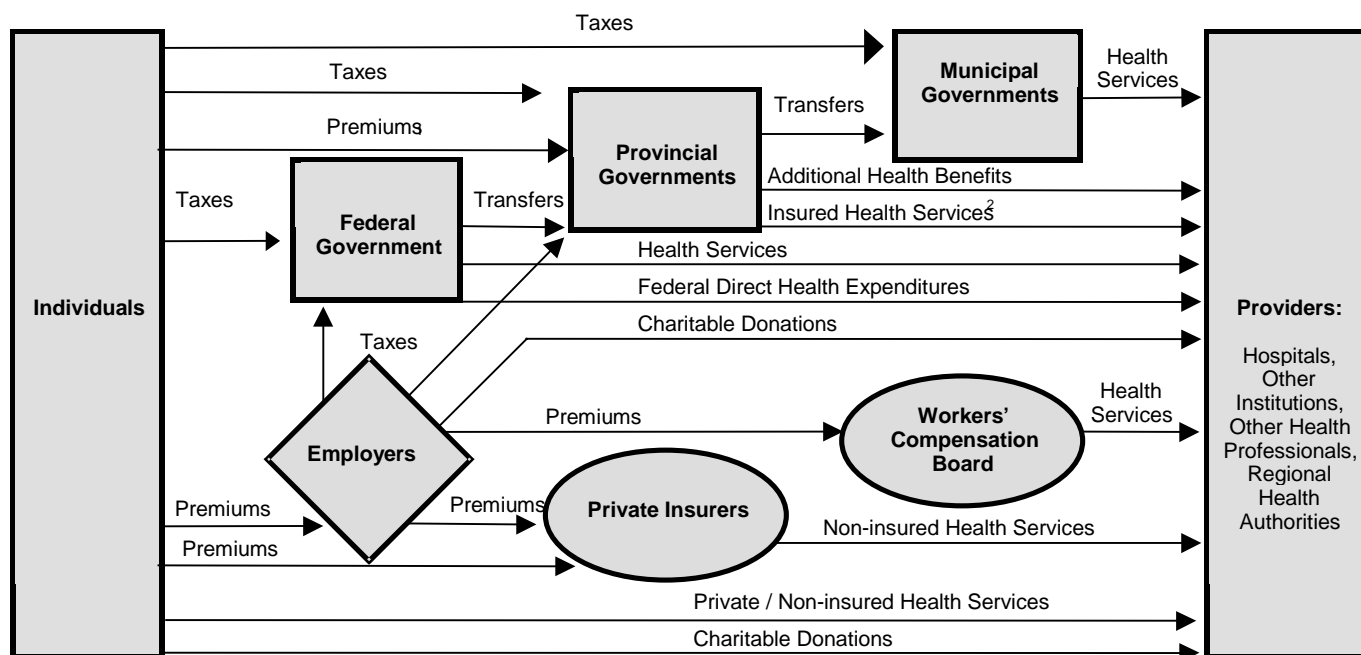 Taxes
Municipal
Governments
Health
Services
Taxes
Transfers
Premiums1
Provincial
Governments
Additional Health Benefits
Taxes
Transfers
Federal
Government
Insured Health Services2
Health Services
Individuals
Federal Direct Health Expenditures
Providers:
Charitable Donations
Taxes
Hospitals,
Other
Institutions,
Other Health
Professionals,
Regional
Health
Authorities
Employers
Premiums
Workers’
Compensation
Board
Health
Services
Premiums
Premiums
Private Insurers
Non-insured Health Services
Premiums
Private / Non-insured Health Services
Charitable Donations